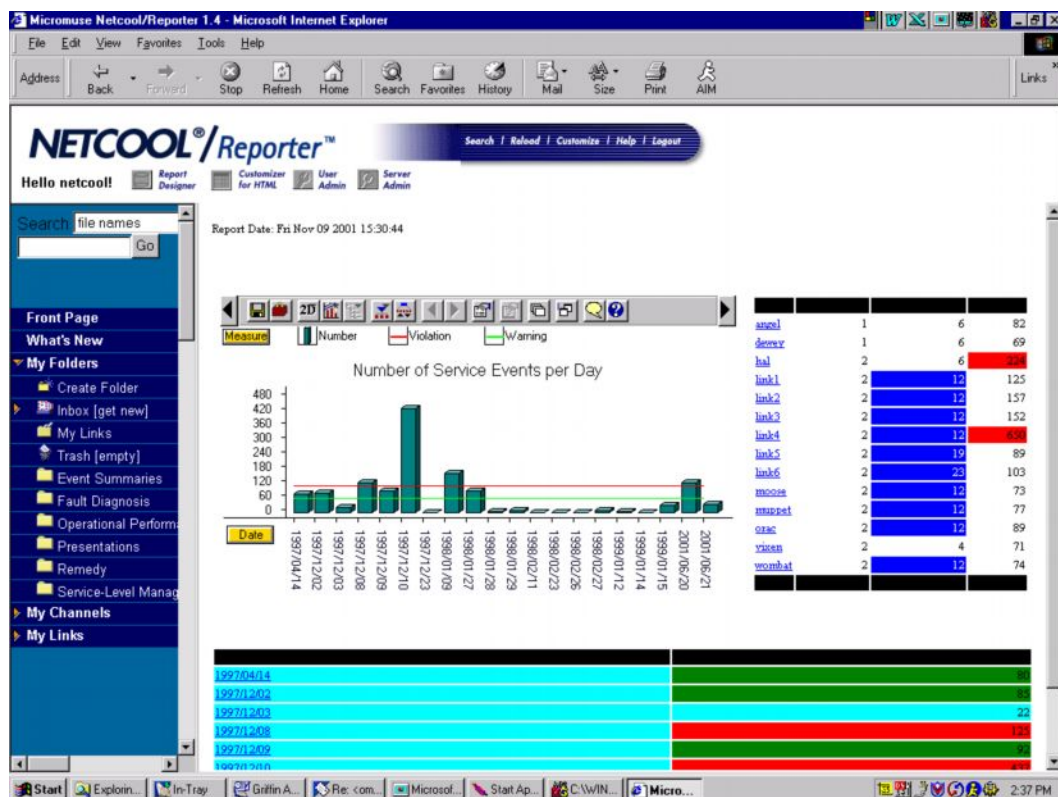 Micromuse Netcool/Reporter 1.4 - Microsoft Internet Explorer
File Edit View Favorites Tools Help
Address Back Forward Stop Refresh Home Search Favorites History Mail Size Print AIM Links
NETCOOL®/Reporter™
Search | Reload | Customize | Help | Logout
Hello netcool! Report Designer Customizer for HTML User Admin Server Admin
Search file names
Go
Front Page
What's New
My Folders
Create Folder
Inbox [get new]
My Links
Trash [empty]
Event Summaries
Fault Diagnosis
Operational Performa
Presentations
Remedy
Service-Level Manag
My Channels
My Links
Report Date: Fri Nov 09 2001 15:30:44
2D
Measure Number Violation Warning
Number of Service Events per Day
480
420
360
300
240
180
120
60
0
Date
1997/04/14
1997/12/02
1997/12/03
1997/12/08
1997/12/09
1997/12/10
1997/12/23
1998/01/09
1998/01/27
1998/01/28
1998/01/29
1998/02/11
1998/02/23
1998/02/26
1998/02/27
1999/01/12
1999/01/14
1999/01/15
2001/06/20
2001/06/21
angel 1 6 82
dewey 1 6 69
hal 2 6 224
link1 2 12 125
link2 2 12 157
link3 2 12 152
link4 2 12 650
link5 2 19 89
link6 2 23 103
moose 2 12 73
muppet 2 12 77
orac 2 12 89
vixen 2 4 71
wombat 2 12 74
1997/04/14 80
1997/12/02 85
1997/12/03 22
1997/12/08 125
1997/12/09 92
1997/12/10 433
Start Explorin... In-Tray Griffin A... Re: <om... Microsol... Start Ap... C:\WIN... Micro... 2:37 PM